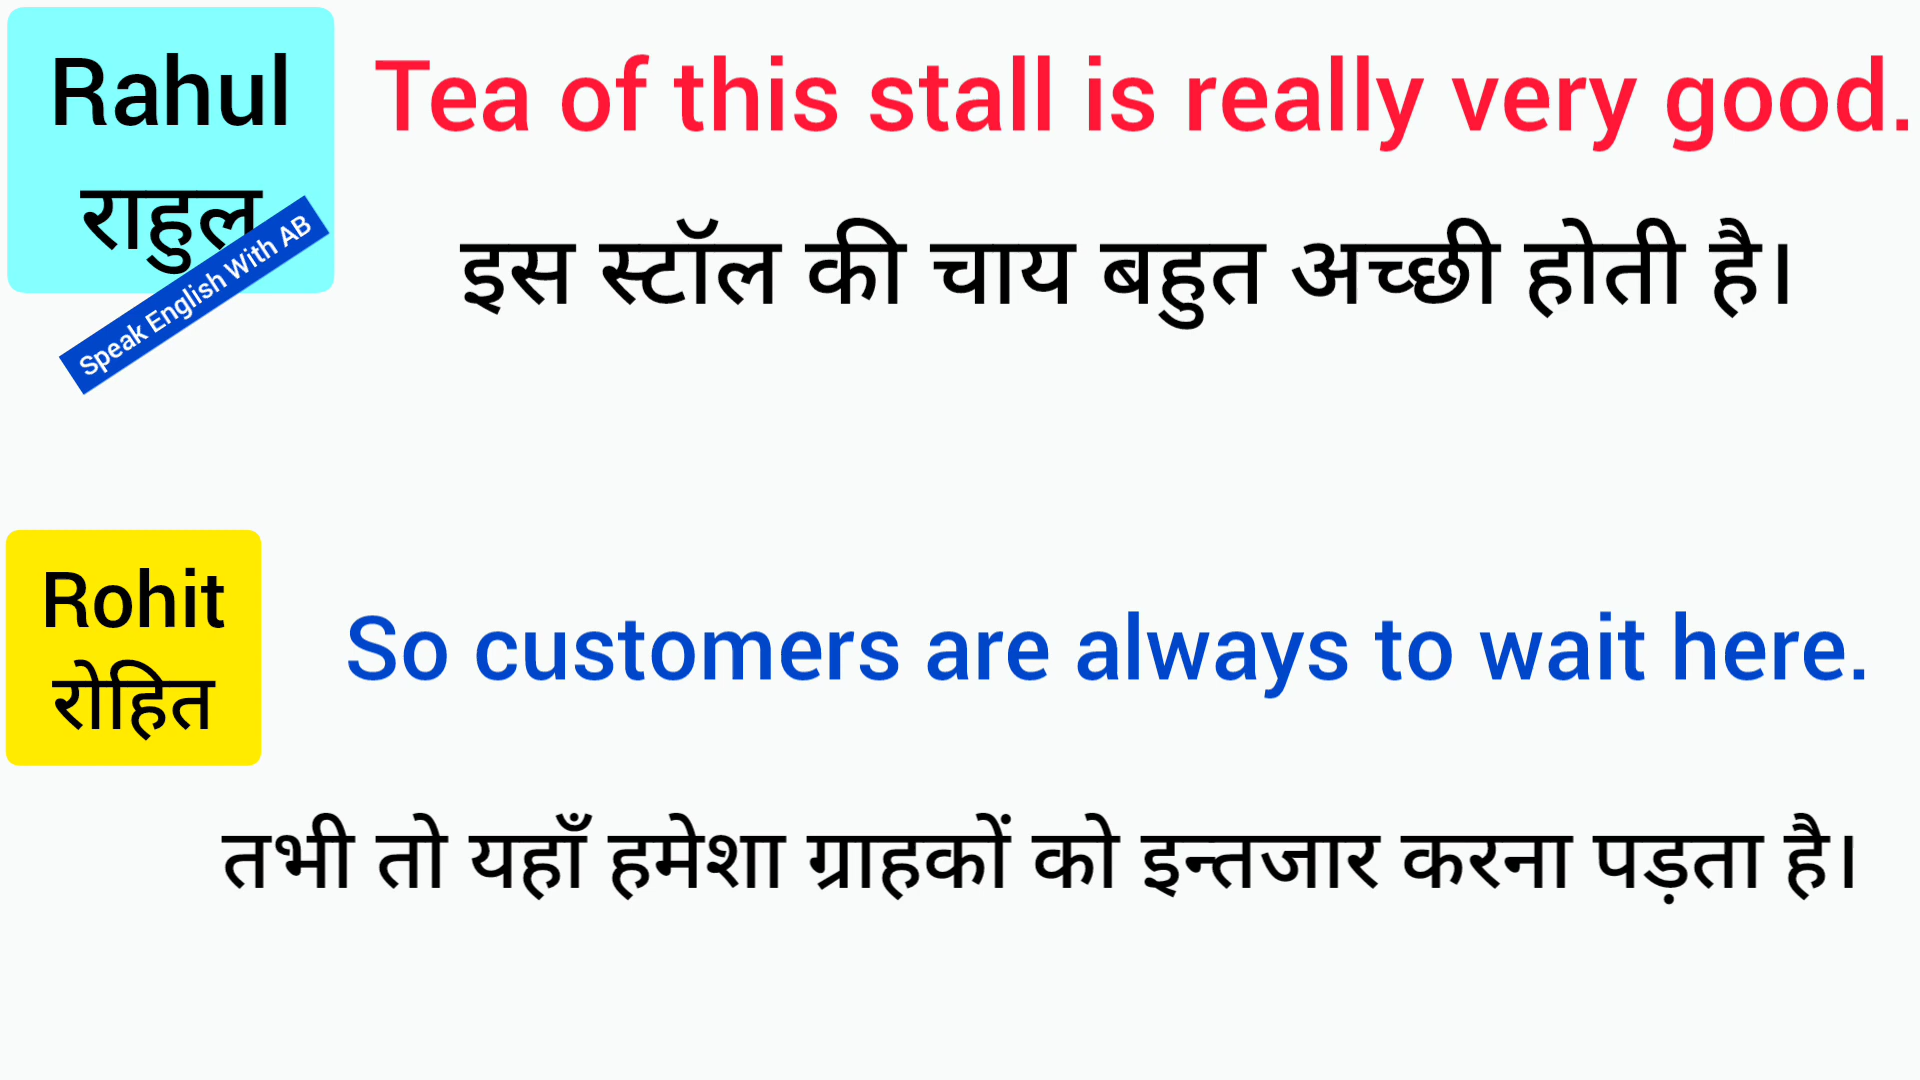 Rahul
राहुल
Speak English With AB
Tea of this stall is really very good.
इस स्टॉल की चाय बहुत अच्छी होती है।
Rohit
रोहित
So customers are always to wait here.
तभी तो यहाँ हमेशा ग्राहकों को इन्तजार करना पड़ता है।